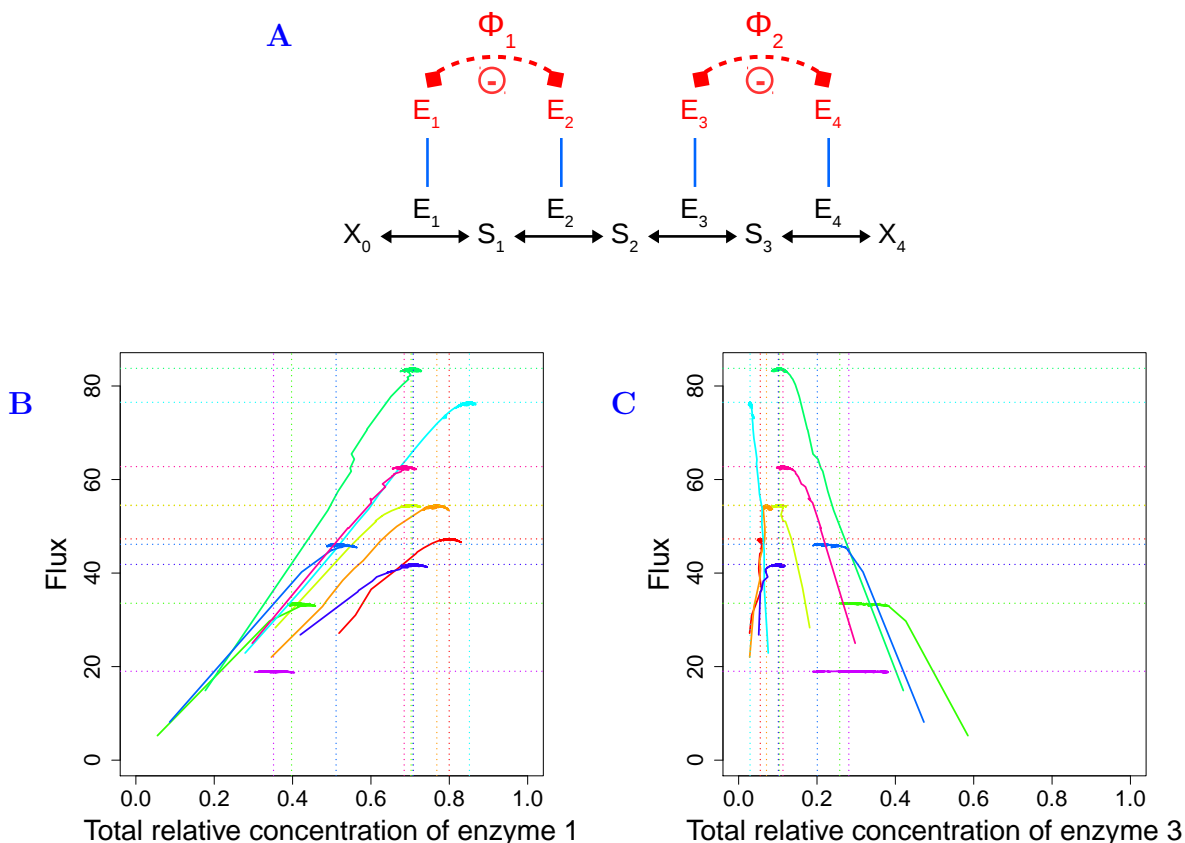 A
Φ1 Φ2
- -
E1 E2 E3 E4
E1 E2 E3 E4
X0 S1 S2 S3 X4
B
Flux
80
60
40
20
0
0.0 0.2 0.4 0.6 0.8 1.0
Total relative concentration of enzyme 1
C
Flux
80
60
40
20
0
0.0 0.2 0.4 0.6 0.8 1.0
Total relative concentration of enzyme 3